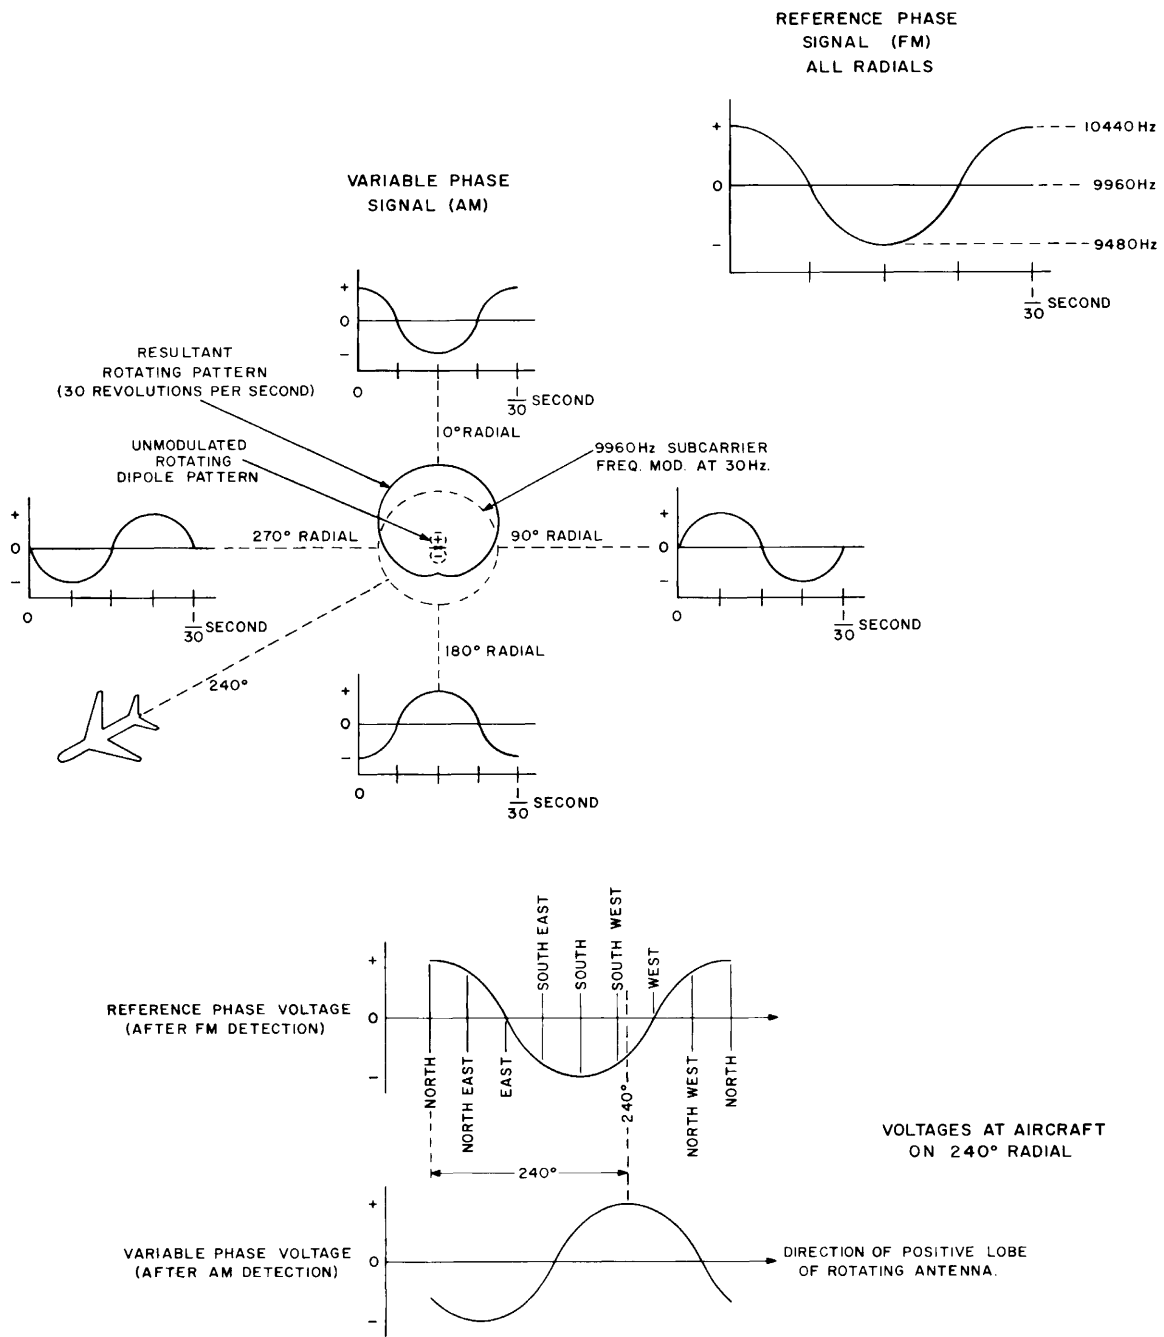 REFERENCE PHASE
SIGNAL (FM)
ALL RADIALS
+
0
−
10440Hz
9960Hz
9480Hz
1/30 SECOND
VARIABLE PHASE
SIGNAL (AM)
+
0
−
0
1/30 SECOND
RESULTANT
ROTATING PATTERN
(30 REVOLUTIONS PER SECOND)
0° RADIAL
UNMODULATED
ROTATING
DIPOLE PATTERN
9960Hz SUBCARRIER
FREQ. MOD. AT 30Hz.
+
−
+
0
−
0
1/30 SECOND
270° RADIAL
90° RADIAL
+
0
−
0
1/30 SECOND
180° RADIAL
240°
+
0
−
0
1/30 SECOND
REFERENCE PHASE VOLTAGE
(AFTER FM DETECTION)
+
0
−
NORTH
NORTH EAST
EAST
SOUTH EAST
SOUTH
SOUTH WEST
240°
WEST
NORTH WEST
NORTH
VOLTAGES AT AIRCRAFT
ON 240° RADIAL
240°
VARIABLE PHASE VOLTAGE
(AFTER AM DETECTION)
+
0
−
DIRECTION OF POSITIVE LOBE
OF ROTATING ANTENNA.